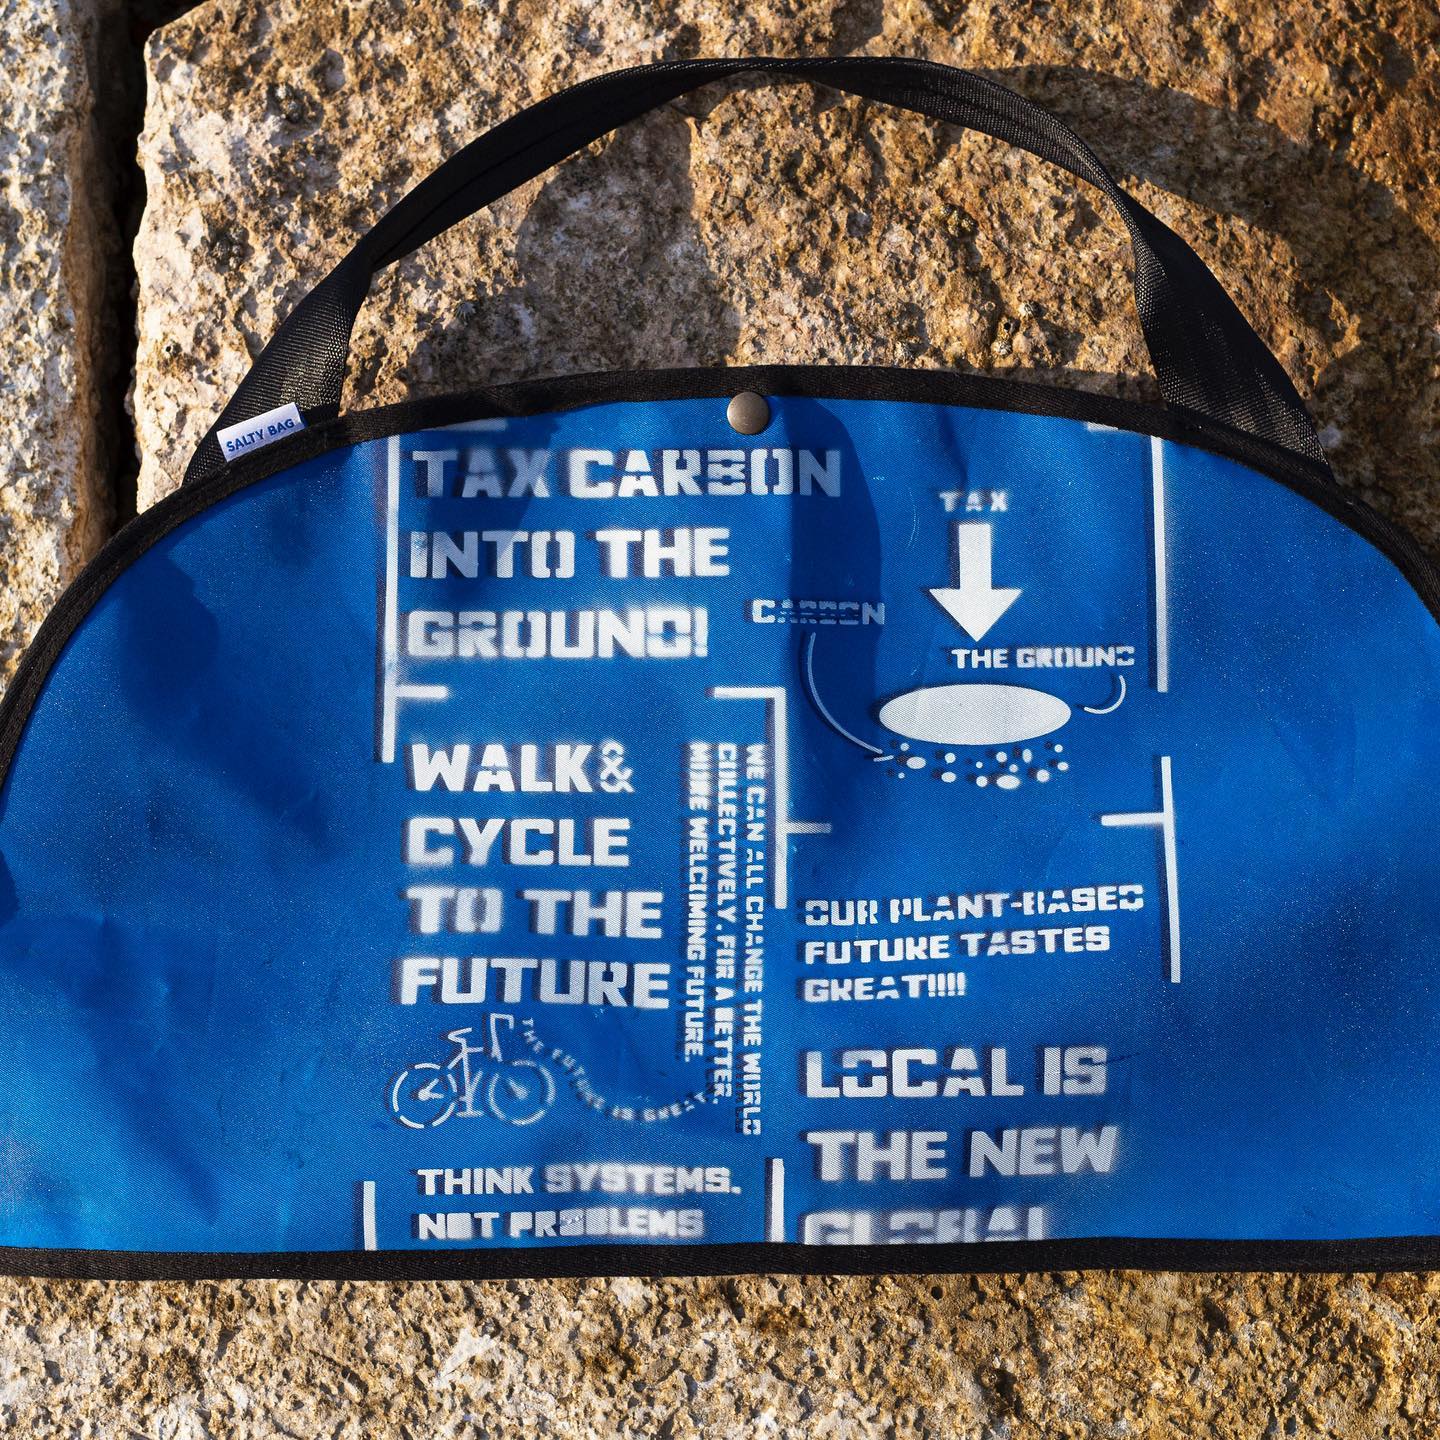 SALTY BAG
TAX CARBON
INTO THE
GROUND!
TAX
CARBON
THE GROUND
WALK &
CYCLE
TO THE
FUTURE
WE CAN ALL CHANGE THE WORLD
COLLECTIVELY, FOR A BETTER,
MORE WELCOMING FUTURE.
THE FUTURE IS GREAT
THINK SYSTEMS,
NOT PROBLEMS
OUR PLANT-BASED
FUTURE TASTES
GREAT!!!!
LOCAL IS
THE NEW
GLOBAL